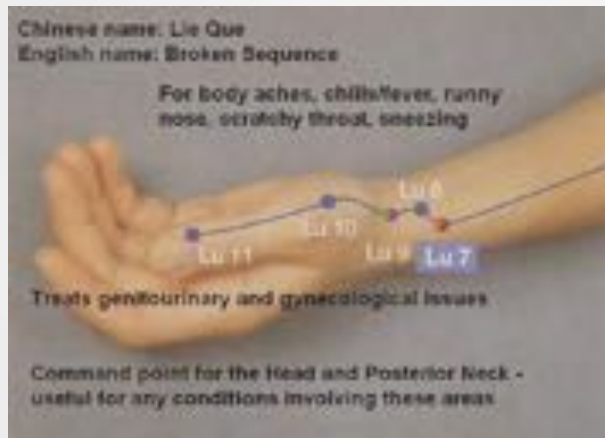 Chinese name: Lie Que
English name: Broken Sequence
For body aches, chills/fever, runny
nose, scratchy throat, sneezing
Lu 8
Lu 10
Lu 9
Lu 7
Lu 11
Treats genitourinary and gynecological issues
Command point for the Head and Posterior Neck -
useful for any conditions involving these areas